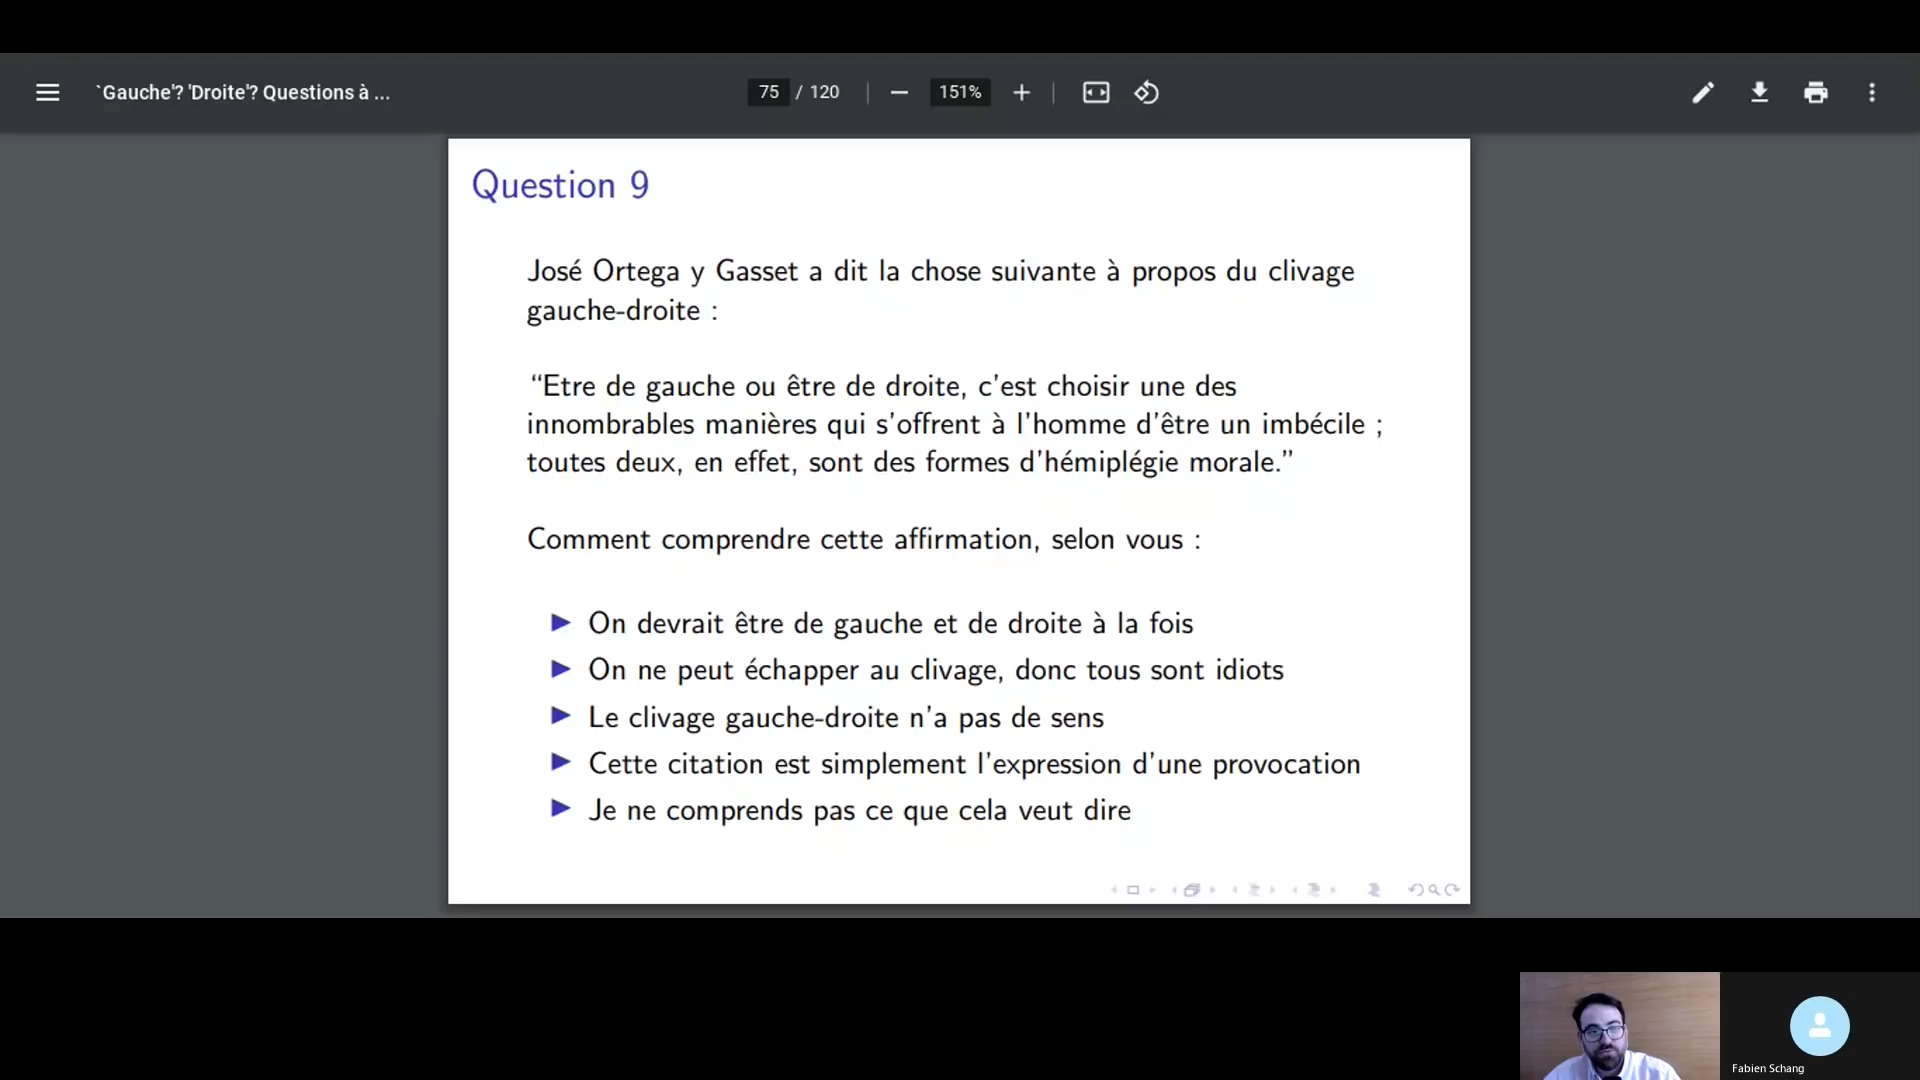 `Gauche'? 'Droite'? Questions à ...
75 / 120
151%
Question 9
José Ortega y Gasset a dit la chose suivante à propos du clivage
gauche-droite :
“Etre de gauche ou être de droite, c’est choisir une des
innombrables manières qui s’offrent à l’homme d’être un imbécile ;
toutes deux, en effet, sont des formes d’hémiplégie morale.”
Comment comprendre cette affirmation, selon vous :
On devrait être de gauche et de droite à la fois
On ne peut échapper au clivage, donc tous sont idiots
Le clivage gauche-droite n’a pas de sens
Cette citation est simplement l’expression d’une provocation
Je ne comprends pas ce que cela veut dire
Fabien Schang